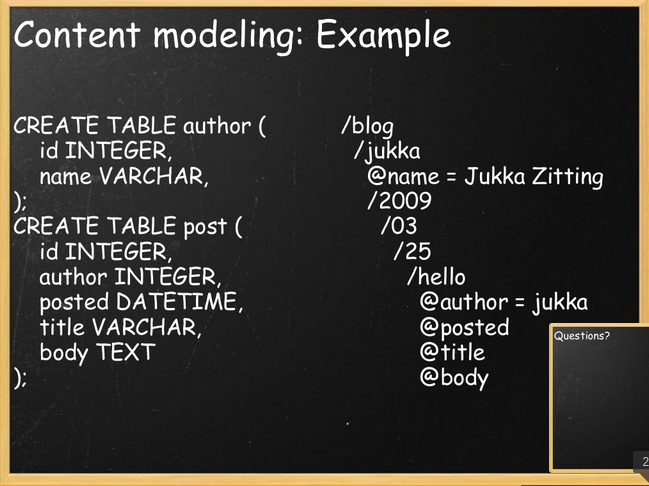 Content modeling: Example
CREATE TABLE author (
id INTEGER,
name VARCHAR,
);
CREATE TABLE post (
id INTEGER,
author INTEGER,
posted DATETIME,
title VARCHAR,
body TEXT
);
/blog
/jukka
@name = Jukka Zitting
/2009
/03
/25
/hello
@author = jukka
@posted
@title
@body
Questions?
2